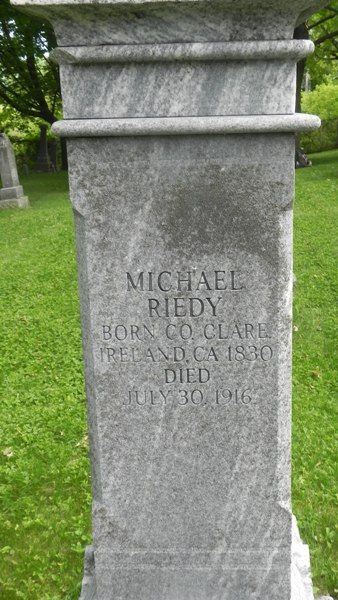 MICHAEL
RIEDY
BORN CO. CLARE,
IRELAND, CA 1830
DIED
JULY 30, 1916